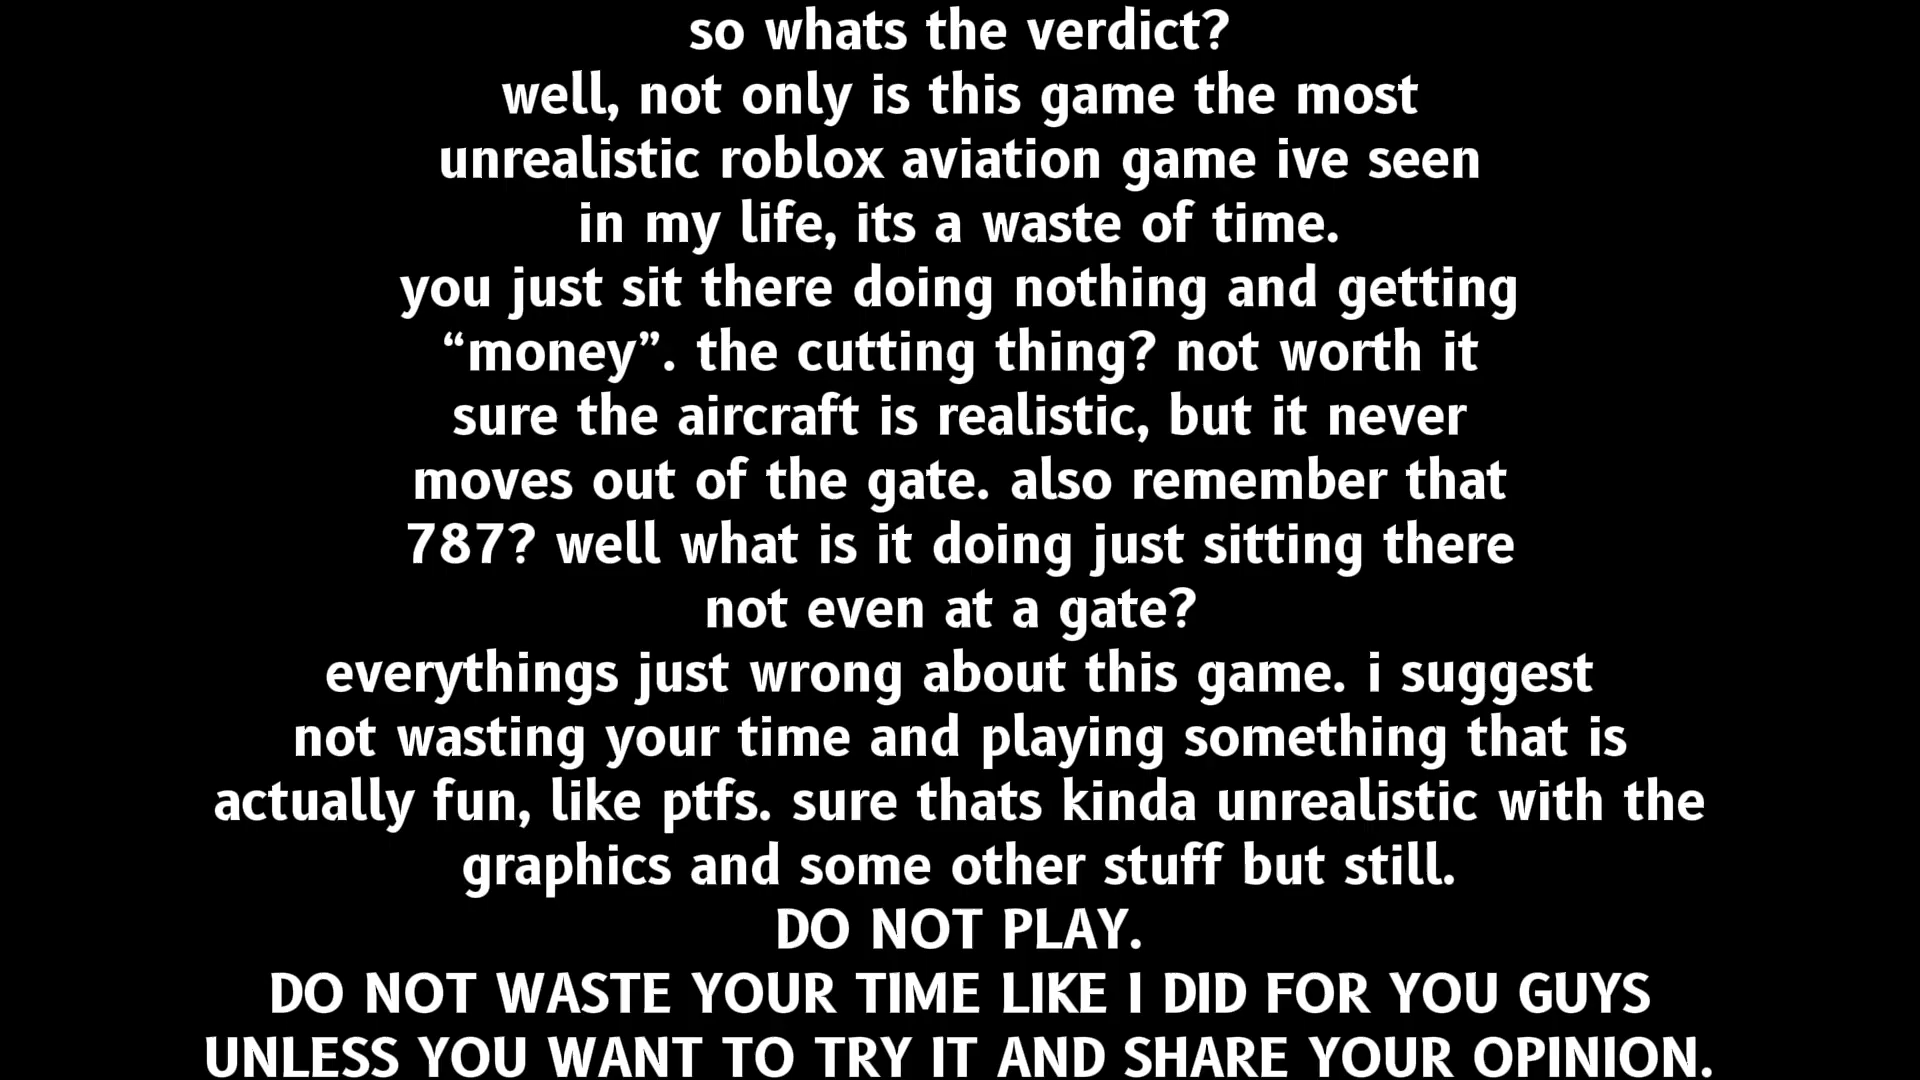 so whats the verdict?
well, not only is this game the most
unrealistic roblox aviation game ive seen
in my life, its a waste of time.
you just sit there doing nothing and getting
“money”. the cutting thing? not worth it
sure the aircraft is realistic, but it never
moves out of the gate. also remember that
787? well what is it doing just sitting there
not even at a gate?
everythings just wrong about this game. i suggest
not wasting your time and playing something that is
actually fun, like ptfs. sure thats kinda unrealistic with the
graphics and some other stuff but still.
DO NOT PLAY.
DO NOT WASTE YOUR TIME LIKE I DID FOR YOU GUYS
UNLESS YOU WANT TO TRY IT AND SHARE YOUR OPINION.